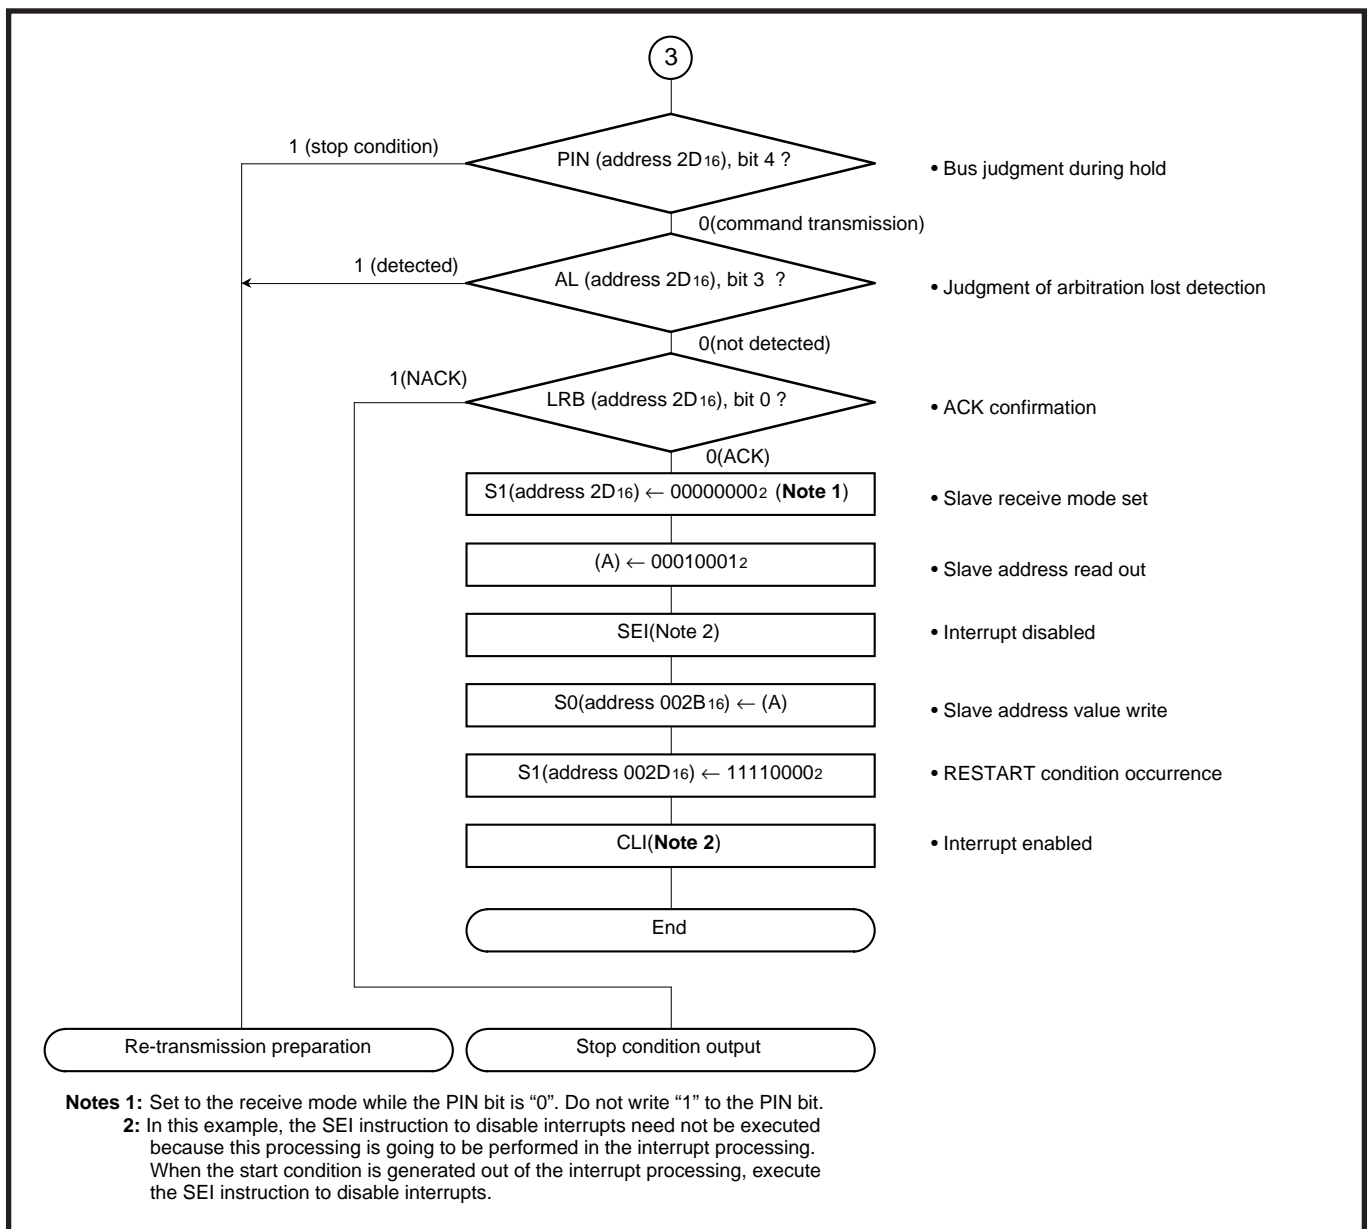 3
1 (stop condition)
PIN (address 2D16), bit 4 ?
• Bus judgment during hold
0(command transmission)
1 (detected)
AL (address 2D16), bit 3 ?
• Judgment of arbitration lost detection
0(not detected)
1(NACK)
LRB (address 2D16), bit 0 ?
• ACK confirmation
0(ACK)
S1(address 2D16) ← 000000002 (Note 1)
• Slave receive mode set
(A) ← 000100012
• Slave address read out
SEI(Note 2)
• Interrupt disabled
S0(address 002B16) ← (A)
• Slave address value write
S1(address 002D16) ← 111100002
• RESTART condition occurrence
CLI(Note 2)
• Interrupt enabled
End
Re-transmission preparation
Stop condition output
Notes 1: Set to the receive mode while the PIN bit is “0”. Do not write “1” to the PIN bit.
2: In this example, the SEI instruction to disable interrupts need not be executed
because this processing is going to be performed in the interrupt processing.
When the start condition is generated out of the interrupt processing, execute
the SEI instruction to disable interrupts.